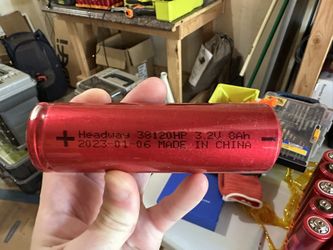 + Headway 38120HP 3.2V 8Ah -
2023-01-06 MADE IN CHINA